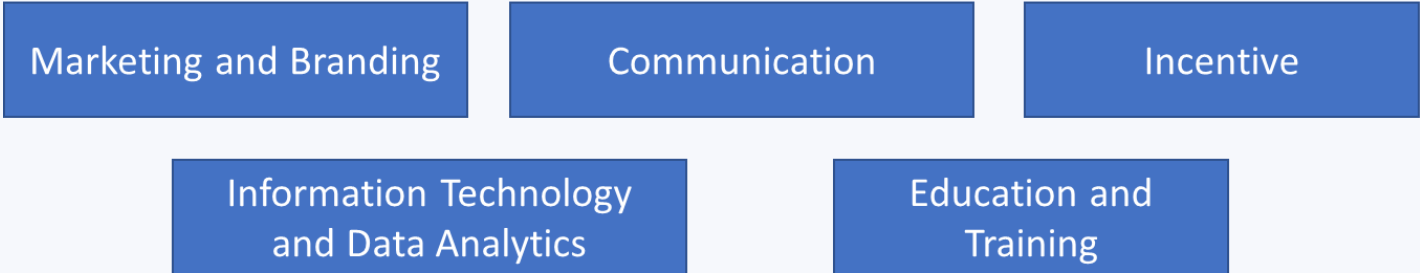 Marketing and Branding
Communication
Incentive
Information Technology
and Data Analytics
Education and
Training